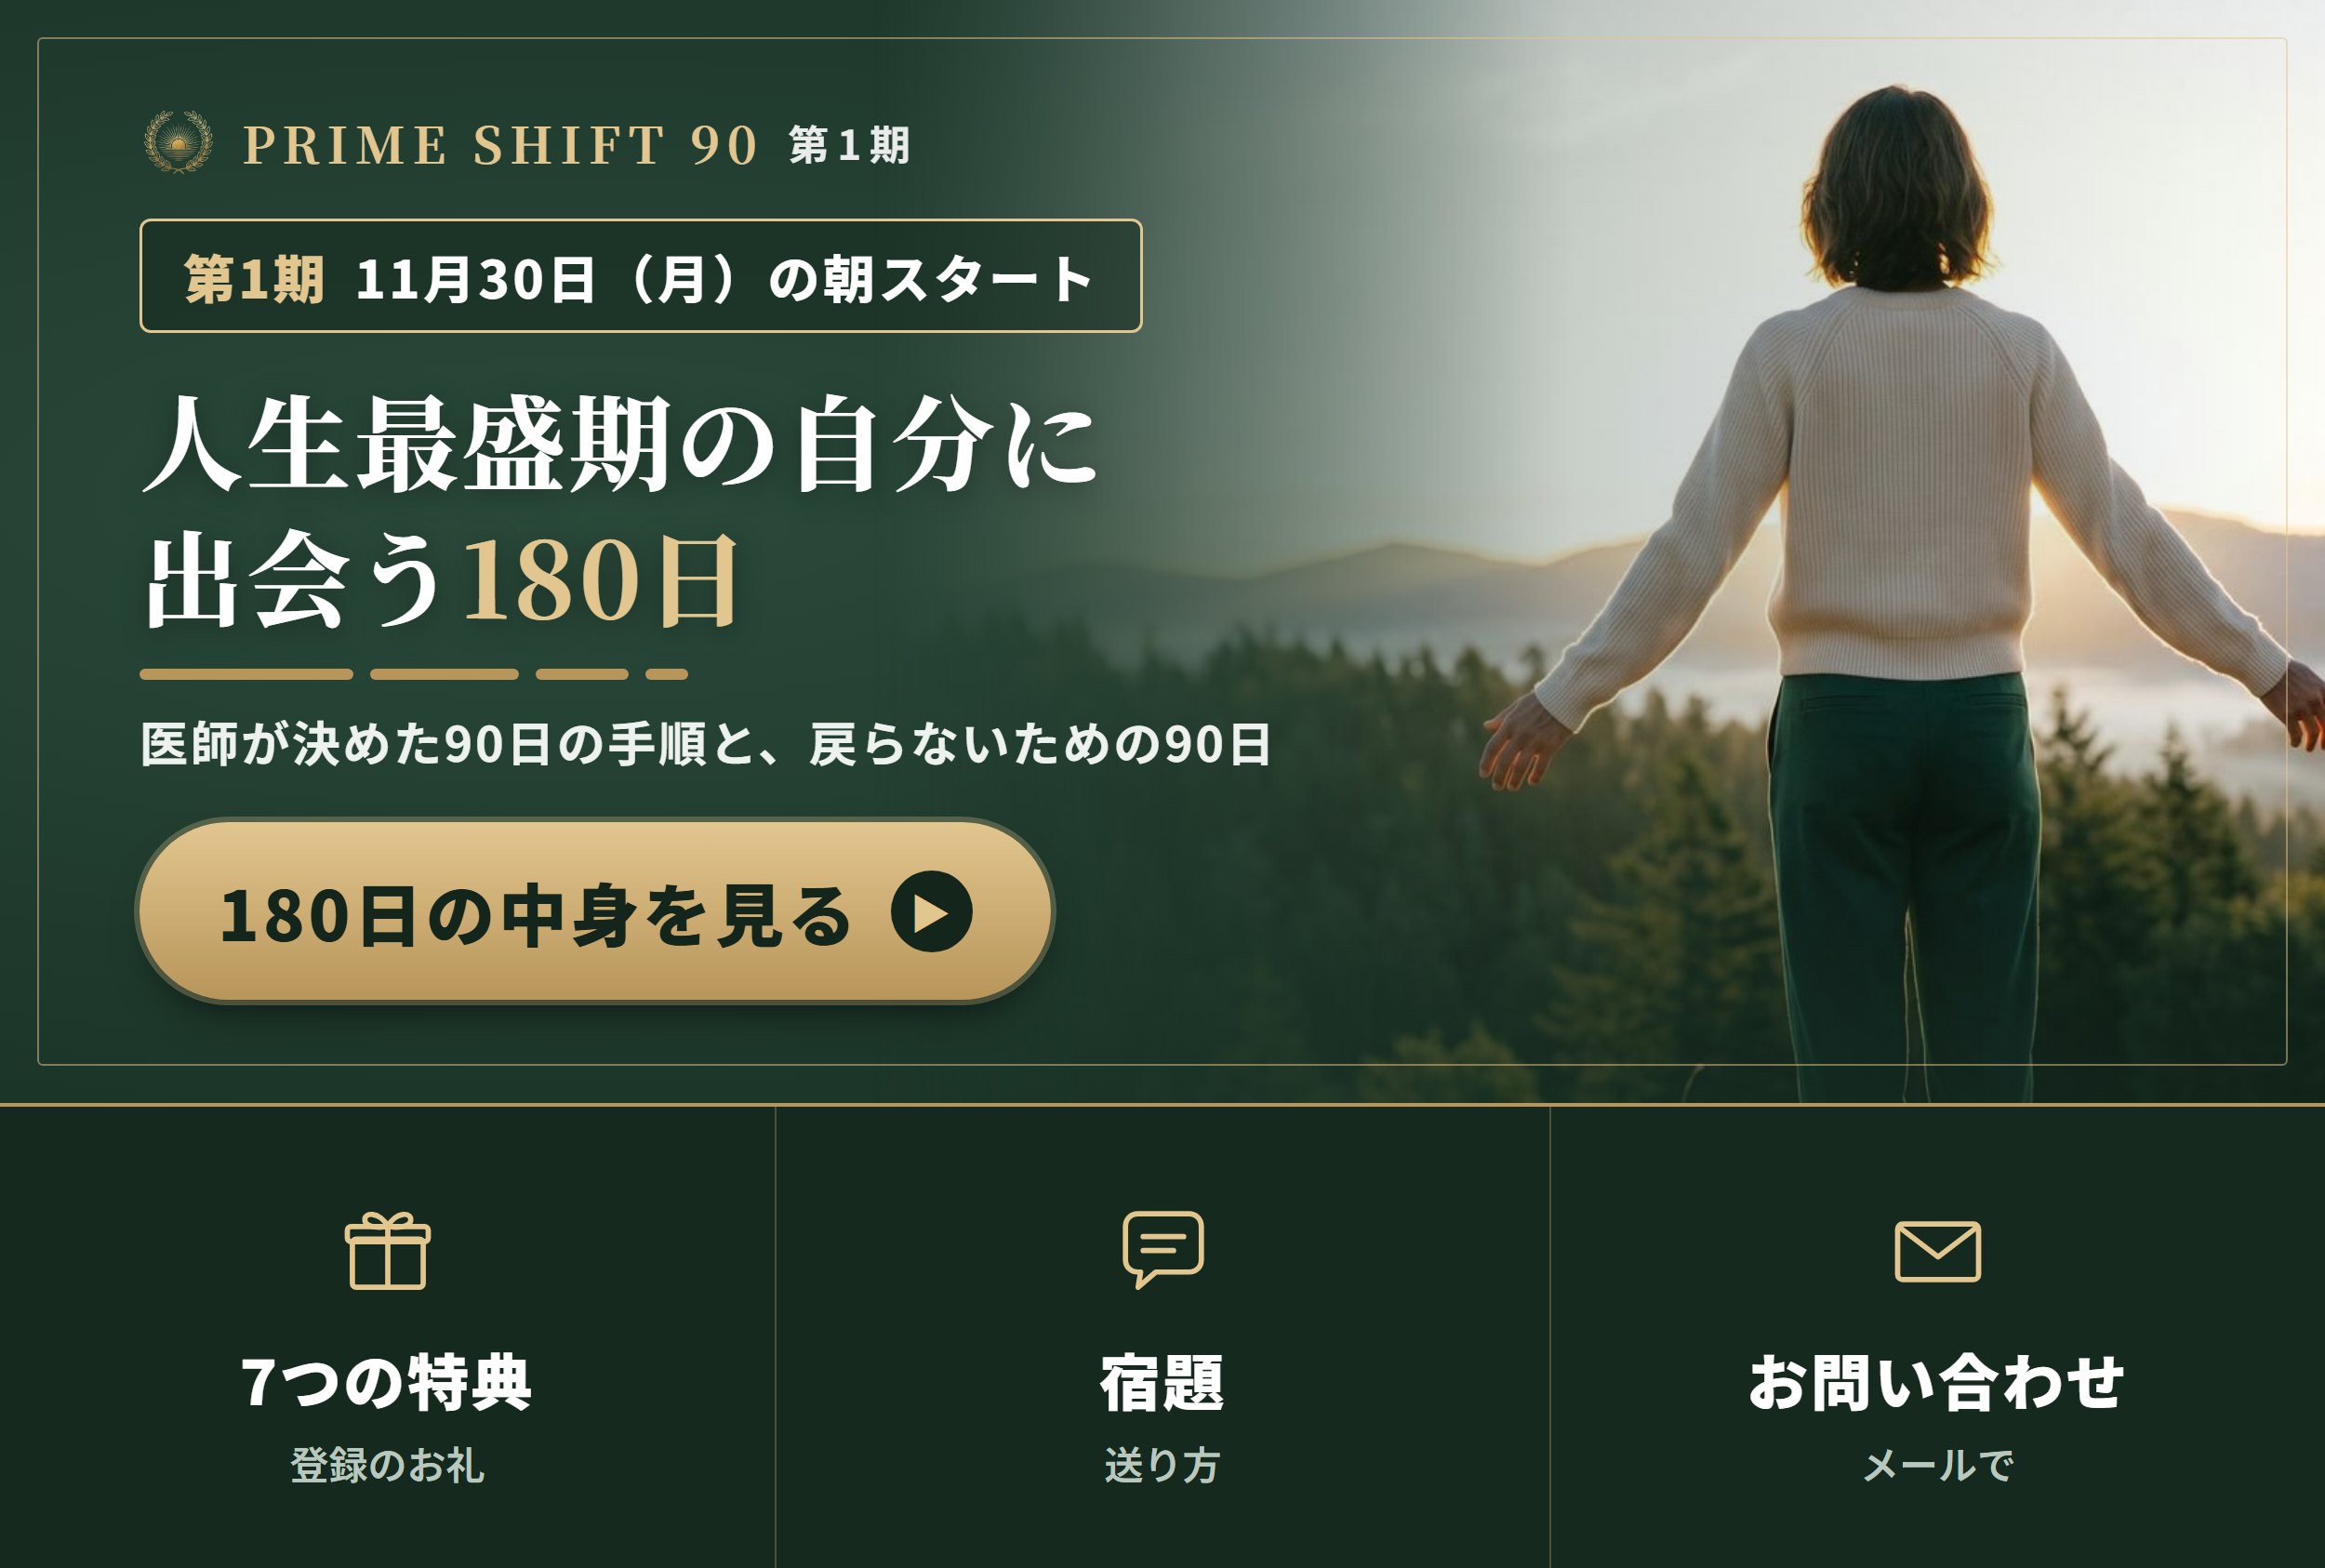 PRIME SHIFT 90 第1期
第1期 11月30日（月）の朝スタート
人生最盛期の自分に
出会う180日
医師が決めた90日の手順と、戻らないための90日
180日の中身を見る
7つの特典
登録のお礼
宿題
送り方
お問い合わせ
メールで